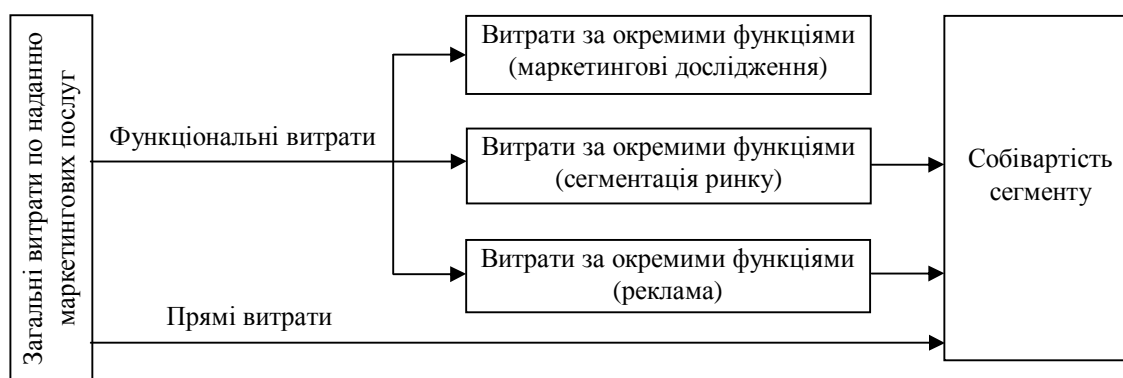 Загальні витрати по наданню
маркетингових послуг
Функціональні витрати
Прямі витрати
Витрати за окремими функціями
(маркетингові дослідження)
Витрати за окремими функціями
(сегментація ринку)
Витрати за окремими функціями
(реклама)
Собівартість
сегменту